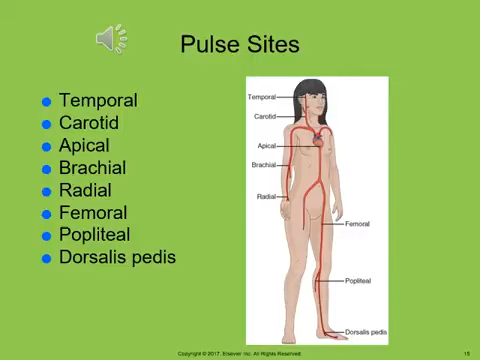 Pulse Sites
Temporal
Carotid
Apical
Brachial
Radial
Femoral
Popliteal
Dorsalis pedis
Temporal
Carotid
Apical
Brachial
Radial
Femoral
Popliteal
Dorsalis pedis
Copyright © 2017, Elsevier Inc. All Rights Reserved.